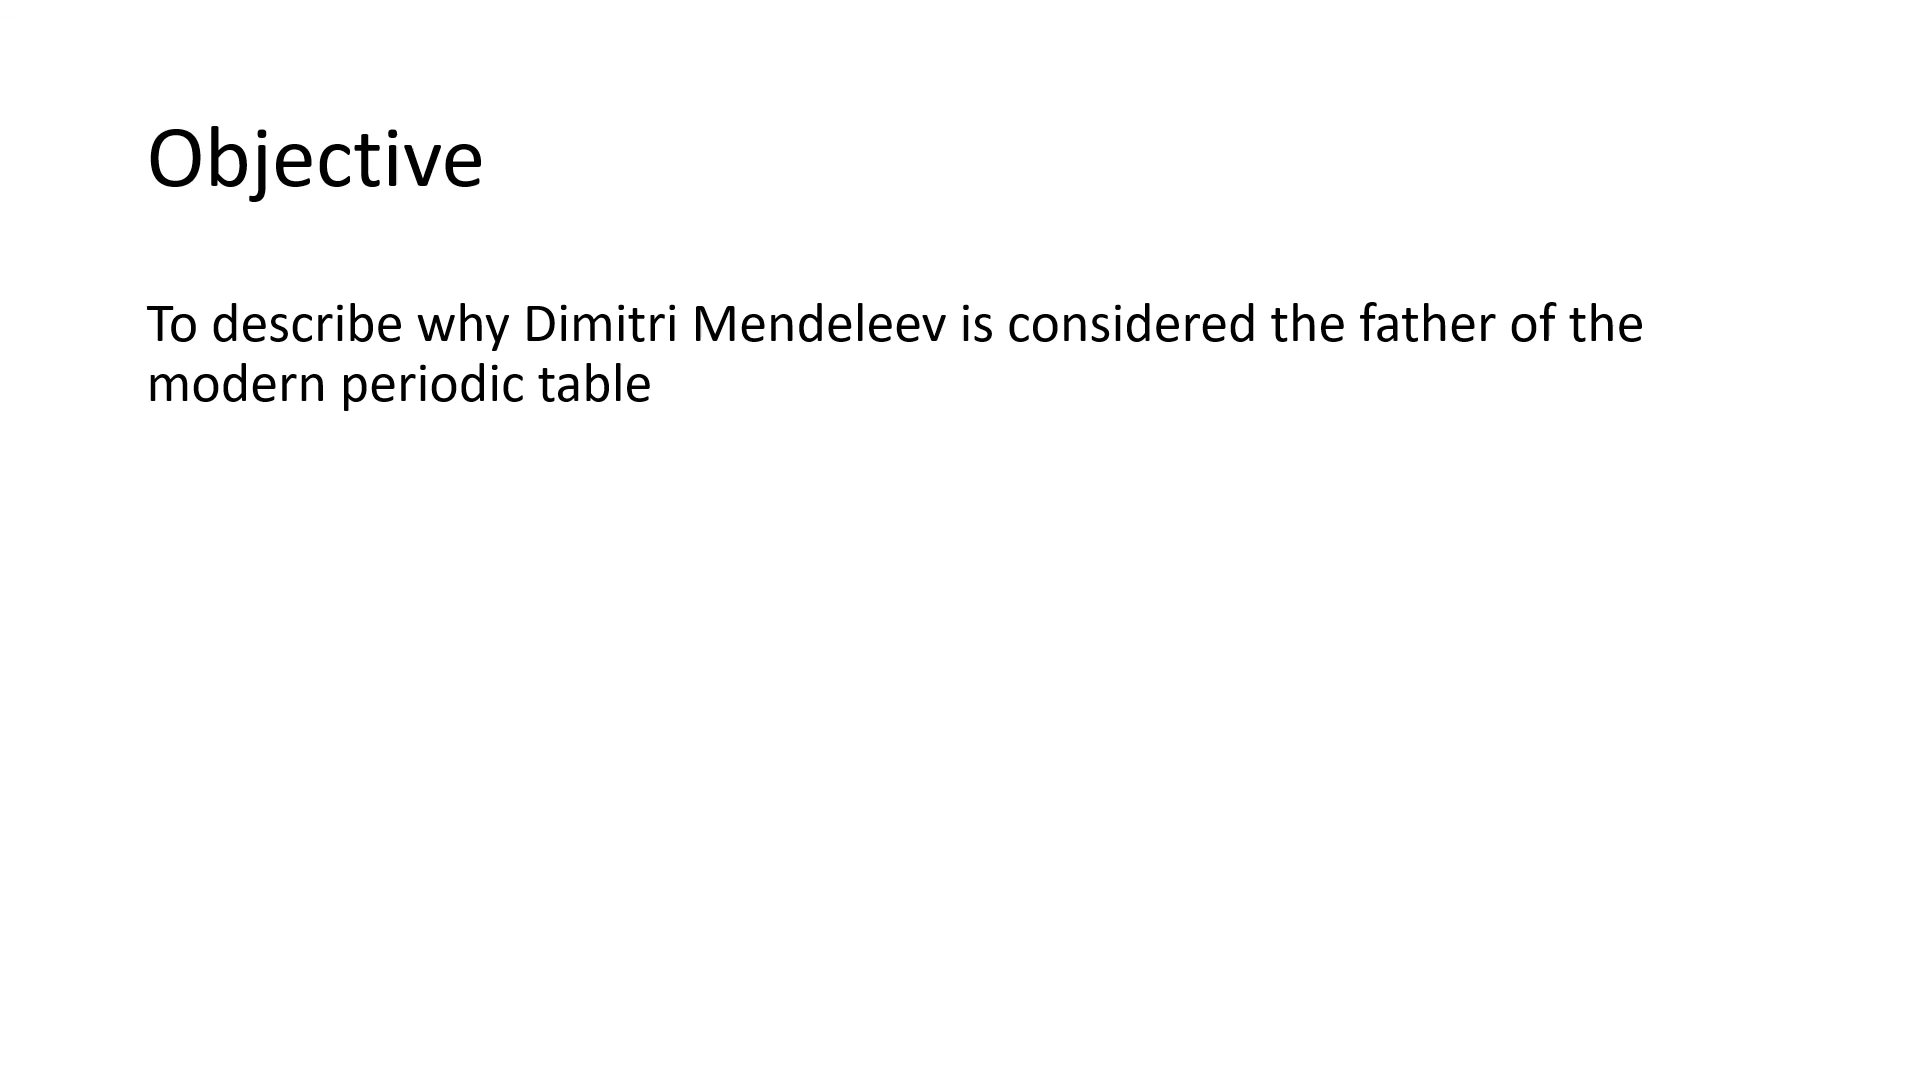 Objective
To describe why Dimitri Mendeleev is considered the father of the
modern periodic table